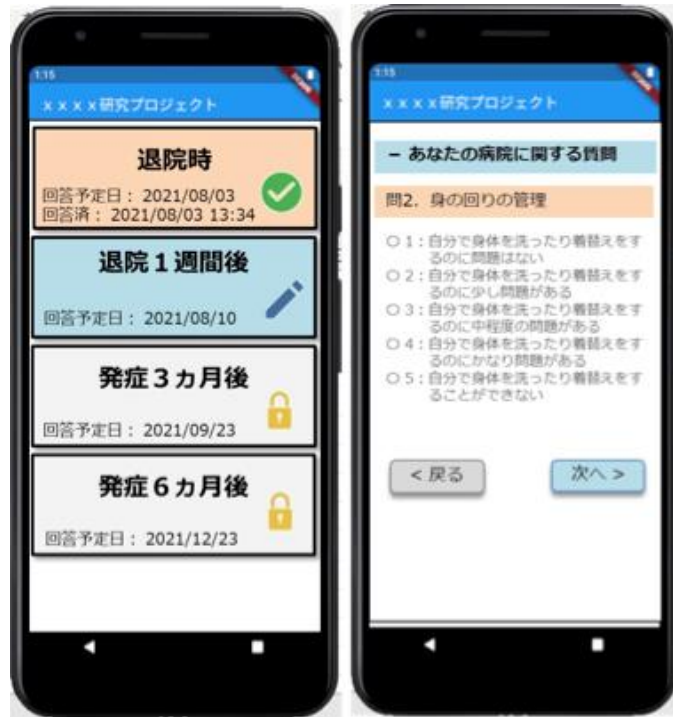 1:15
xxxx研究プロジェクト
退院時
回答予定日： 2021/08/03
回答済： 2021/08/03 13:34
退院１週間後
回答予定日： 2021/08/10
発症３カ月後
回答予定日： 2021/09/23
発症６カ月後
回答予定日： 2021/12/23
1:15
xxxx研究プロジェクト
− あなたの病院に関する質問
問2. 身の回りの管理
○ 1：自分で身体を洗ったり着替えをす
るのに問題はない
○ 2：自分で身体を洗ったり着替えをす
るのに少し問題がある
○ 3：自分で身体を洗ったり着替えをす
るのに中程度の問題がある
○ 4：自分で身体を洗ったり着替えをす
るのにかなり問題がある
○ 5：自分で身体を洗ったり着替えをす
ることができない
< 戻る
次へ >